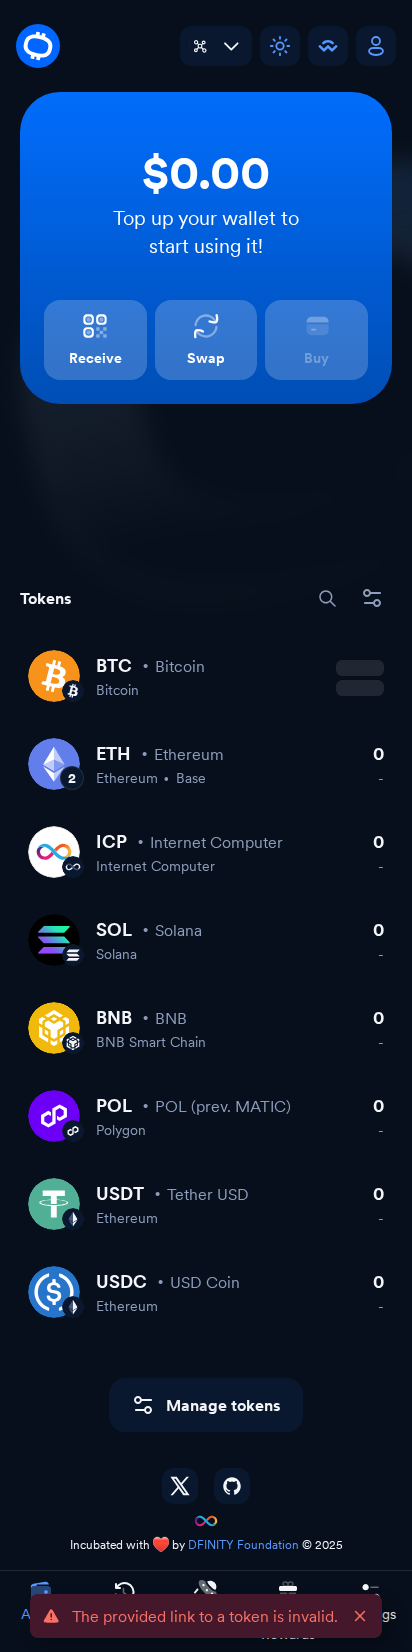 $0.00
Top up your wallet to
start using it!
Receive
Swap
Buy
Tokens
BTC • Bitcoin
Bitcoin
ETH • Ethereum 0
2 Ethereum • Base -
ICP • Internet Computer 0
Internet Computer -
SOL • Solana 0
Solana -
BNB • BNB 0
BNB Smart Chain -
POL • POL (prev. MATIC) 0
Polygon -
USDT • Tether USD 0
Ethereum -
USDC • USD Coin 0
Ethereum -
Manage tokens
Incubated with ❤️ by DFINITY Foundation © 2025
The provided link to a token is invalid.